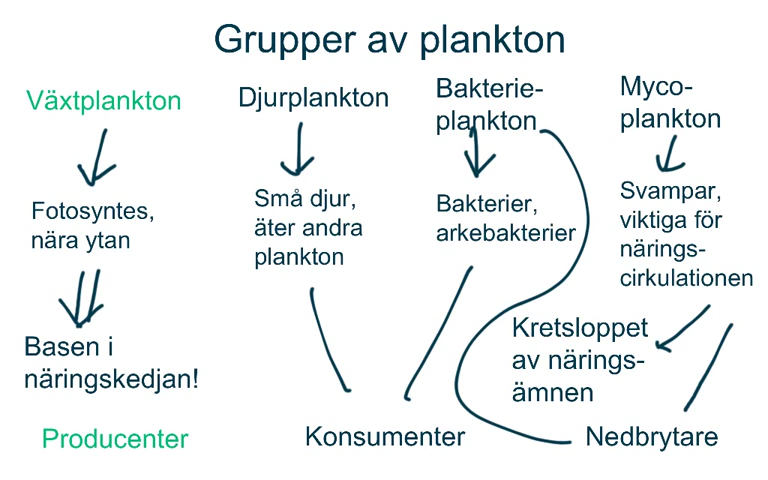 Grupper av plankton
Växtplankton
Fotosyntes,
nära ytan
Basen i
näringskedjan!
Producenter
Djurplankton
Små djur,
äter andra
plankton
Bakterie-
plankton
Bakterier,
arkebakterier
Konsumenter
Myco-
plankton
Svampar,
viktiga för
närings-
cirkulationen
Kretsloppet
av närings-
ämnen
Nedbrytare